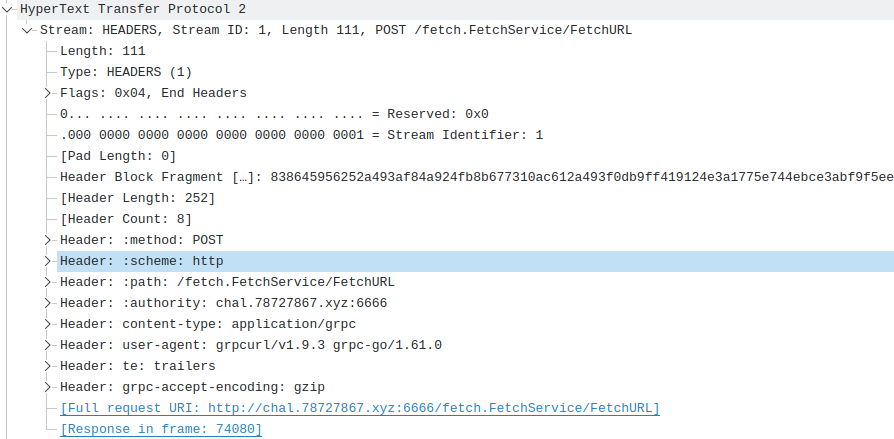 HyperText Transfer Protocol 2
Stream: HEADERS, Stream ID: 1, Length 111, POST /fetch.FetchService/FetchURL
Length: 111
Type: HEADERS (1)
Flags: 0x04, End Headers
0... .... .... .... .... .... .... .... = Reserved: 0x0
.000 0000 0000 0000 0000 0000 0000 0001 = Stream Identifier: 1
[Pad Length: 0]
Header Block Fragment […]: 838645956252a493af84a924fb8b677310ac612a493f0db9ff419124e3a1775e744ebce3abf9f5ee
[Header Length: 252]
[Header Count: 8]
Header: :method: POST
Header: :scheme: http
Header: :path: /fetch.FetchService/FetchURL
Header: :authority: chal.78727867.xyz:6666
Header: content-type: application/grpc
Header: user-agent: grpcurl/v1.9.3 grpc-go/1.61.0
Header: te: trailers
Header: grpc-accept-encoding: gzip
[Full request URI: http://chal.78727867.xyz:6666/fetch.FetchService/FetchURL]
[Response in frame: 74080]